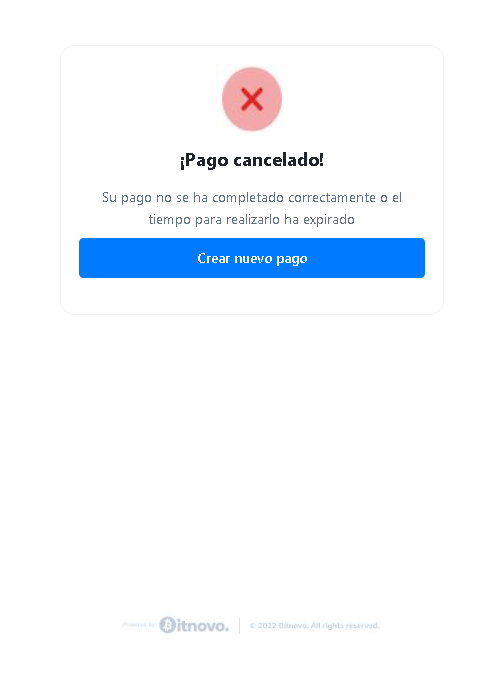 ¡Pago cancelado!
Su pago no se ha completado correctamente o el
tiempo para realizarlo ha expirado
Crear nuevo pago
Powered by Bitnovo. © 2022 Bitnovo. All rights reserved.